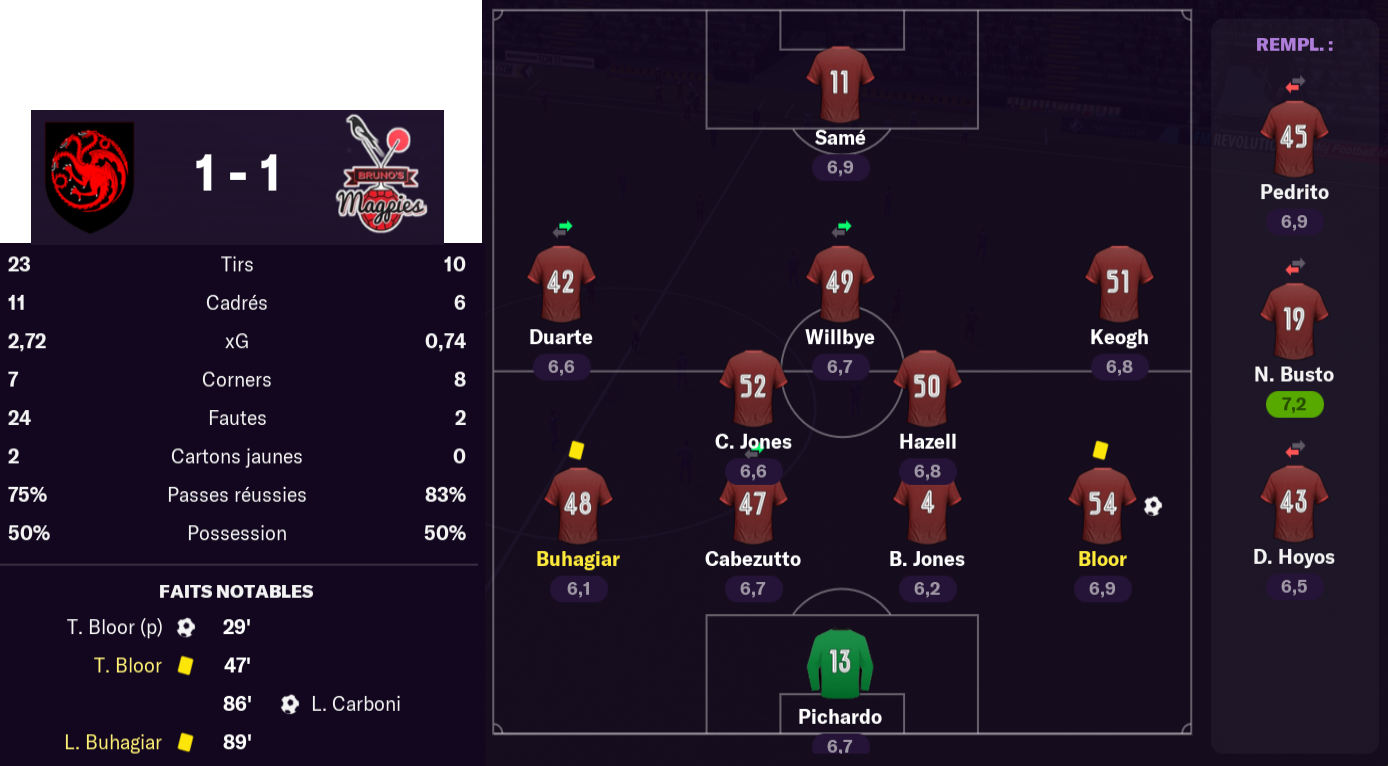 BRUNO'S
Magpies
1 - 1
23 Tirs 10
11 Cadrés 6
2,72 xG 0,74
7 Corners 8
24 Fautes 2
2 Cartons jaunes 0
75% Passes réussies 83%
50% Possession 50%
FAITS NOTABLES
T. Bloor (p) 29'
T. Bloor 47'
86' L. Carboni
L. Buhagiar 89'
11
Samé
6,9
42 49 51
Duarte Willbye Keogh
6,6 6,7 6,8
52 50
C. Jones Hazell
6,6 6,8
48 47 4 54
Buhagiar Cabezutto B. Jones Bloor
6,1 6,7 6,2 6,9
13
Pichardo
6,7
REMPL. :
45
Pedrito
6,9
19
N. Busto
7,2
43
D. Hoyos
6,5